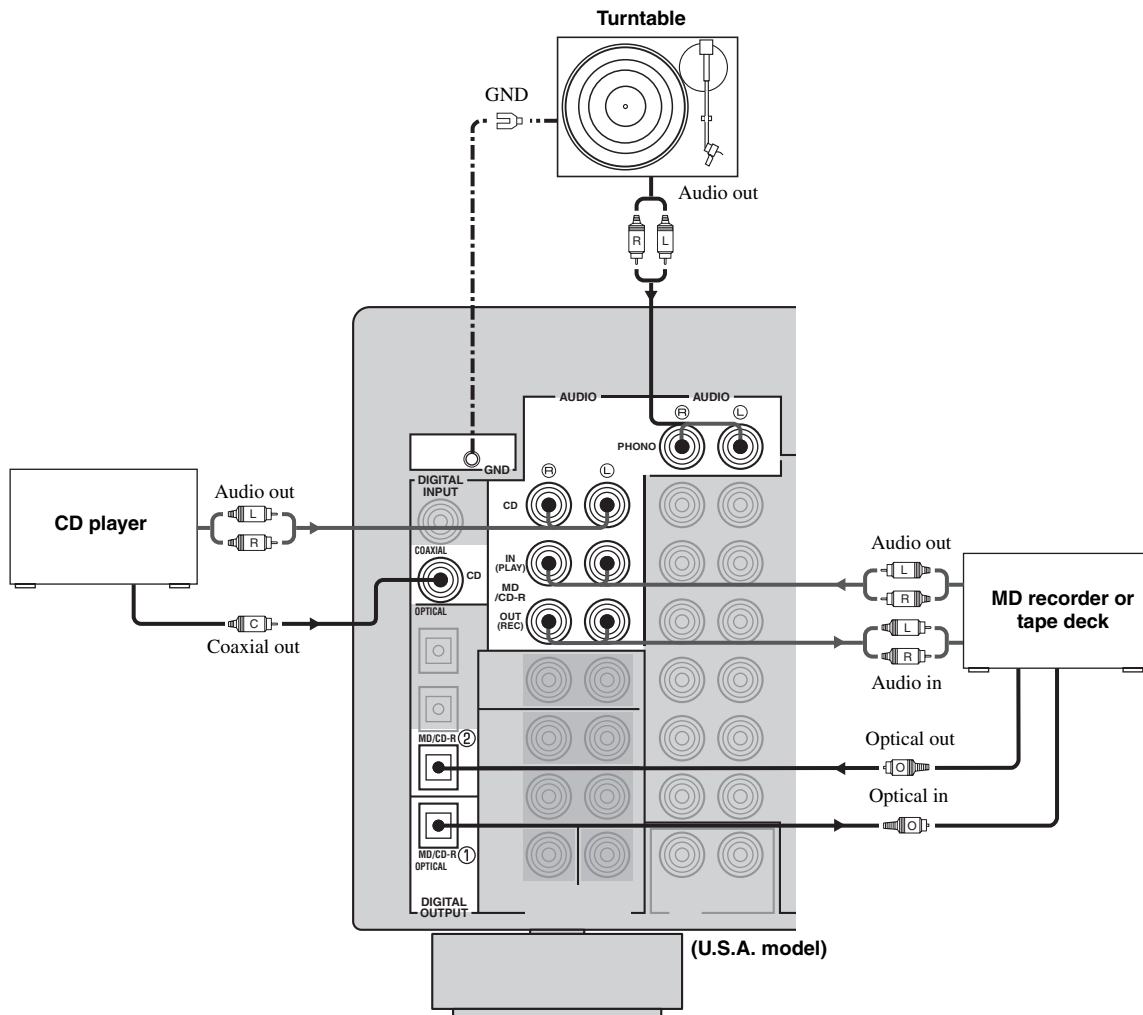 Turntable
GND
Audio out
R L
AUDIO AUDIO
R L
PHONO
GND
DIGITAL
INPUT
R L
CD player
Audio out
L
R
CD
COAXIAL
CD
IN
(PLAY)
MD
/CD-R
OUT
(REC)
Audio out
L
R
MD recorder or
tape deck
L
R
Audio in
C
Coaxial out
OPTICAL
MD/CD-R ②
Optical out
O
Optical in
O
MD/CD-R ①
OPTICAL
DIGITAL
OUTPUT
(U.S.A. model)